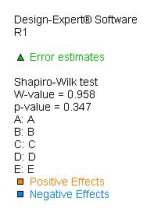 Design-Expert® Software
R1
Error estimates
Shapiro-Wilk test
W-value = 0.958
p-value = 0.347
A: A
B: B
C: C
D: D
E: E
Positive Effects
Negative Effects